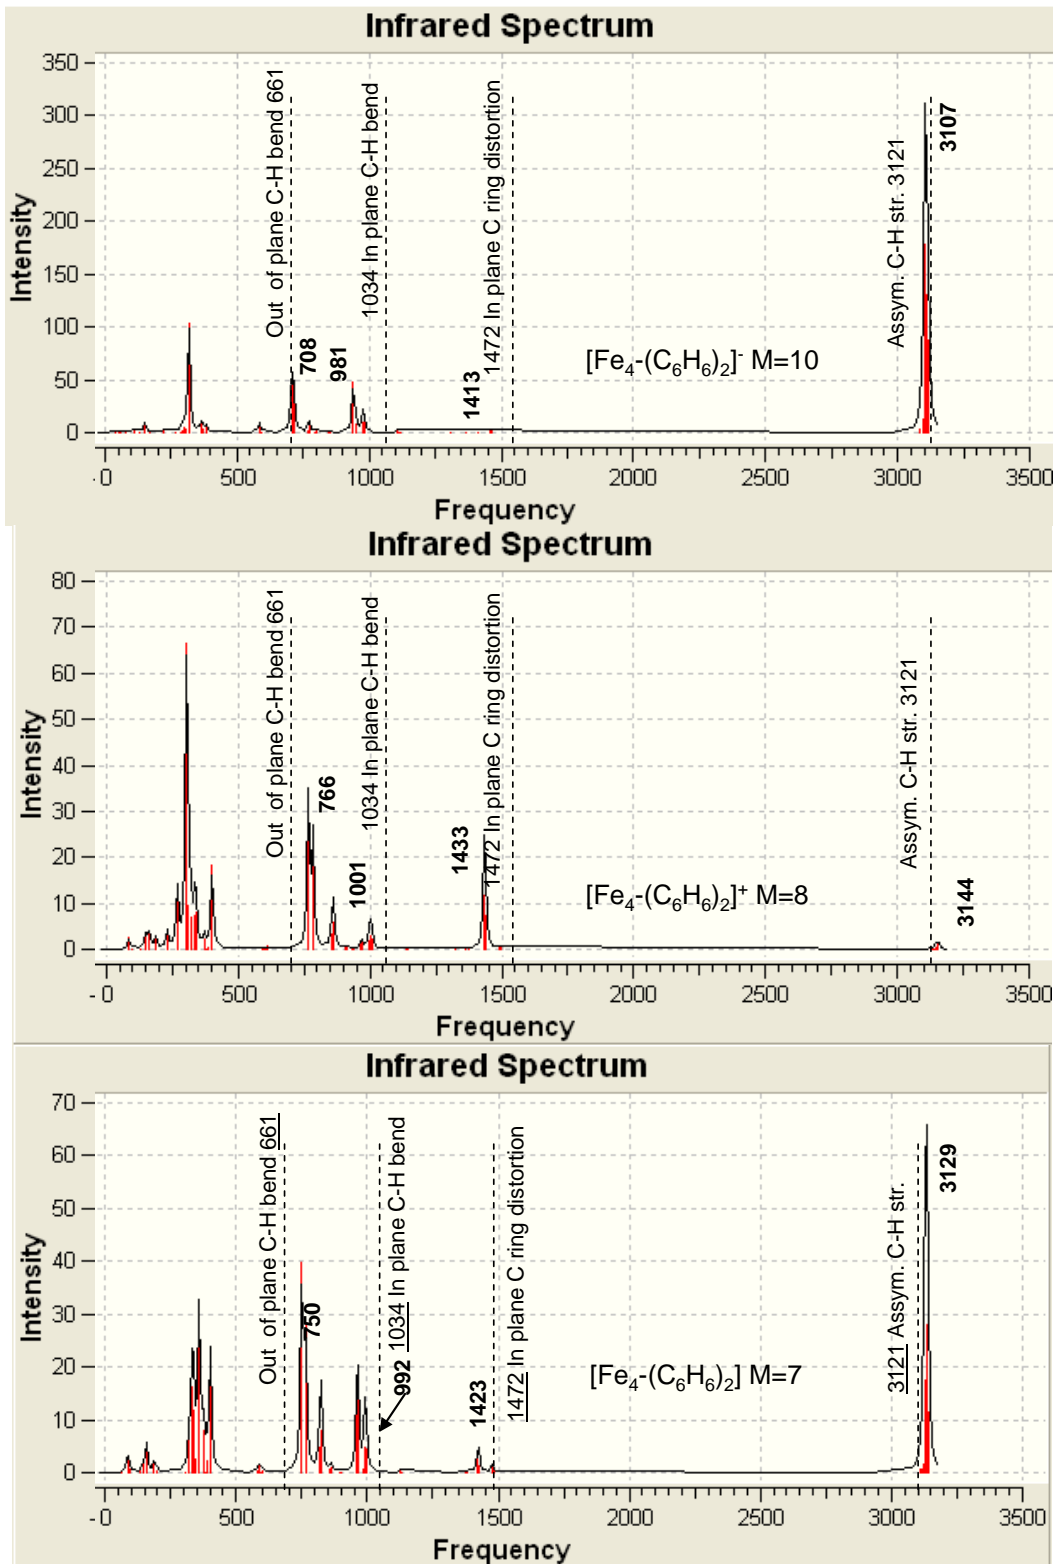 Infrared Spectrum
350
300
250
200
150
100
50
0
Intensity
Out of plane C-H bend 661
708
981
1034 In plane C-H bend
1413
1472 In plane C ring distortion
[Fe₄-(C₆H₆)₂]⁻ M=10
Assym. C-H str. 3121
3107
- 0 500 1000 1500 2000 2500 3000 3500
Frequency
Infrared Spectrum
80
70
60
50
40
30
20
10
0
Intensity
Out of plane C-H bend 661
766
1001
1034 In plane C-H bend
1433
1472 In plane C ring distortion
[Fe₄-(C₆H₆)₂]⁺ M=8
Assym. C-H str. 3121
3144
- 0 500 1000 1500 2000 2500 3000 3500
Frequency
Infrared Spectrum
70
60
50
40
30
20
10
0
Intensity
Out of plane C-H bend 661
750
992
1034 In plane C-H bend
1423
1472 In plane C ring distortion
[Fe₄-(C₆H₆)₂] M=7
3121 Assym. C-H str.
3129
- 0 500 1000 1500 2000 2500 3000 3500
Frequency